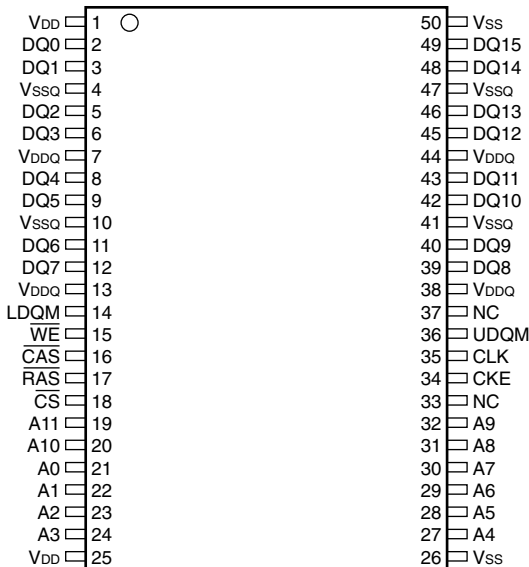 VDD 1 50 VSS
DQ0 2 49 DQ15
DQ1 3 48 DQ14
VSSQ 4 47 VSSQ
DQ2 5 46 DQ13
DQ3 6 45 DQ12
VDDQ 7 44 VDDQ
DQ4 8 43 DQ11
DQ5 9 42 DQ10
VSSQ 10 41 VSSQ
DQ6 11 40 DQ9
DQ7 12 39 DQ8
VDDQ 13 38 VDDQ
LDQM 14 37 NC
WE 15 36 UDQM
CAS 16 35 CLK
RAS 17 34 CKE
CS 18 33 NC
A11 19 32 A9
A10 20 31 A8
A0 21 30 A7
A1 22 29 A6
A2 23 28 A5
A3 24 27 A4
VDD 25 26 VSS